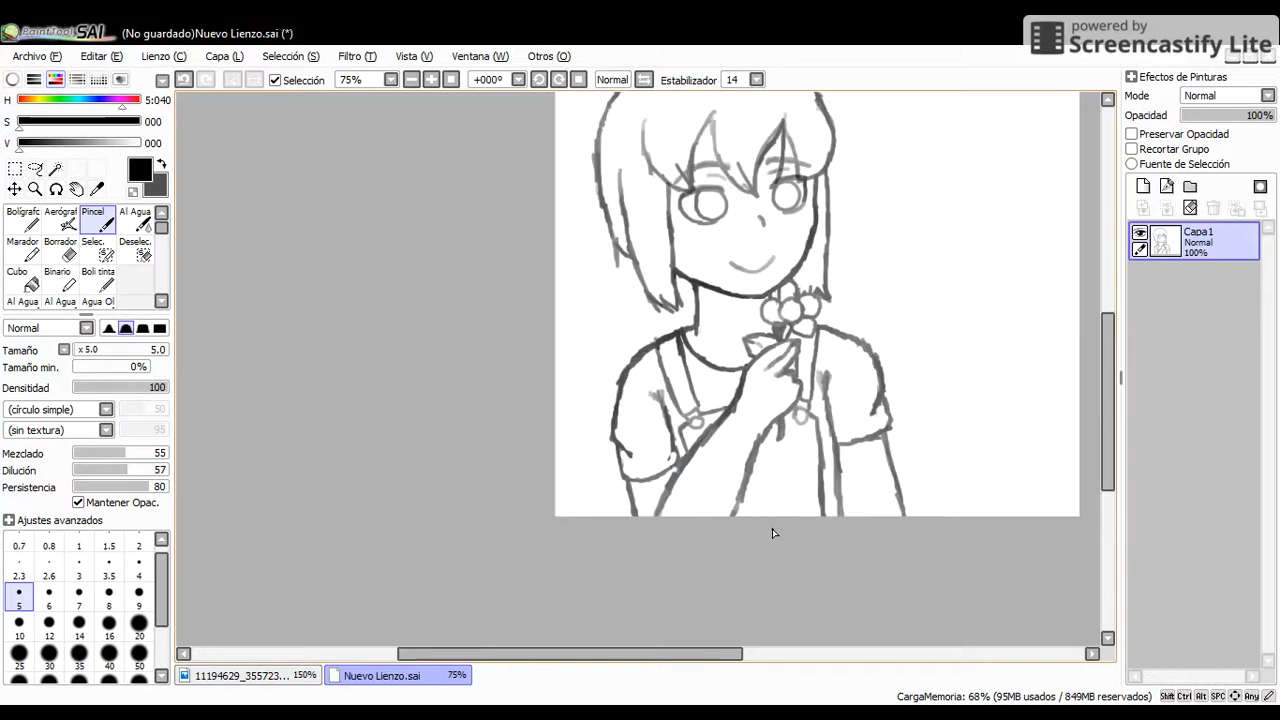 powered by
Screencastify Lite
PaintTool SAI (No guardado)Nuevo Lienzo.sai (*)
Archivo (F) Editar (E) Lienzo (C) Capa (L) Selección (S) Filtro (T) Vista (V) Ventana (W) Otros (O)
Selección 75% +000º Normal Estabilizador 14
H 5:040
S 000
V 000
Bolígrafc Aerógraf Pincel Al Agua
Marador Borrador Selec. Deselec.
Cubo Binario Boli tinta
Al Agua Al Agua Agua Ol
Normal
Tamaño x 5.0 5.0
Tamaño min. 0%
Densidad 100
(círculo simple) 50
(sin textura) 95
Mezclado 55
Dilución 57
Persistencia 80
Mantener Opac.
Ajustes avanzados
0.7 0.8 1 1.5 2
2.3 2.6 3 3.5 4
5 6 7 8 9
10 12 14 16 20
25 30 35 40 50
Efectos de Pinturas
Mode Normal
Opacidad 100%
Preservar Opacidad
Recortar Grupo
Fuente de Selección
Capa1
Normal
100%
11194629_355723... 150% Nuevo Lienzo.sai 75%
CargaMemoria: 68% (95MB usados / 849MB reservados) Shift Ctrl Alt SPC Any